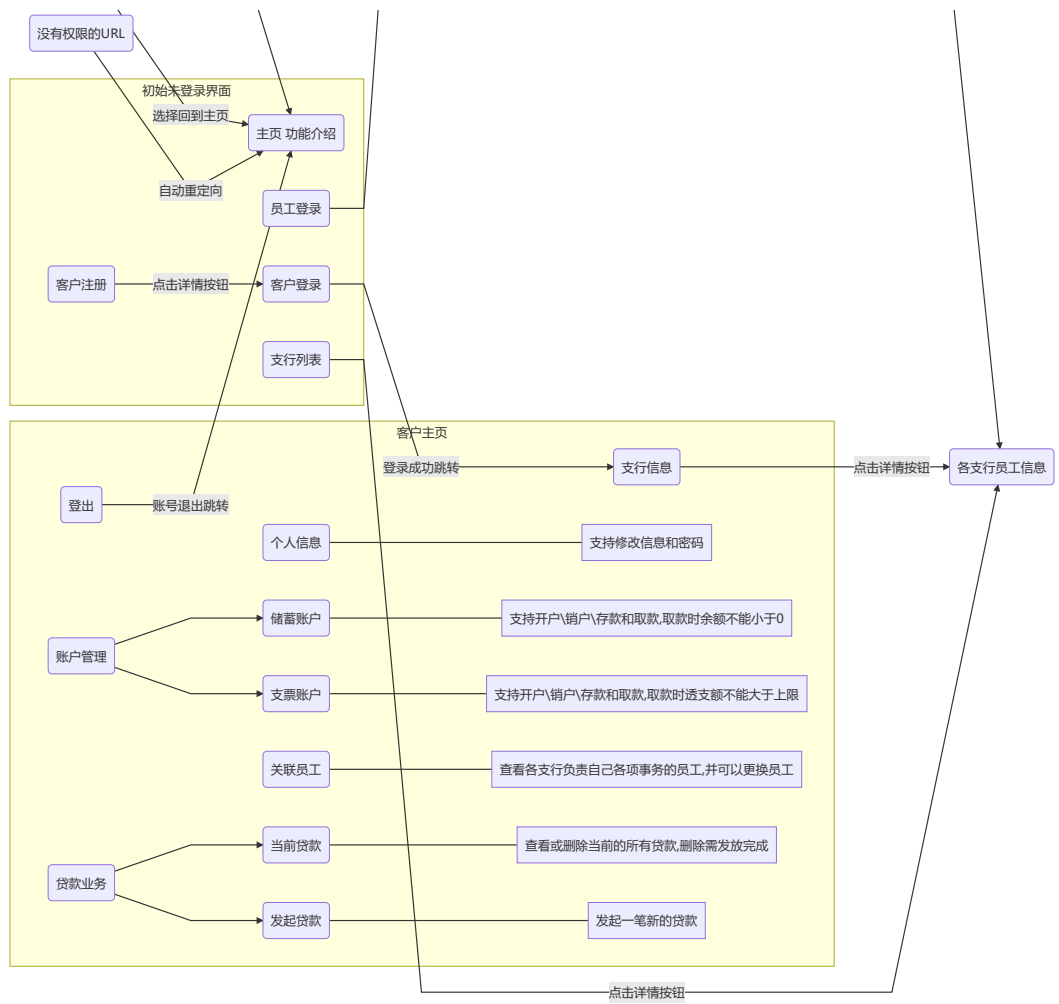 没有权限的URL
初始未登录界面
选择回到主页
主页 功能介绍
自动重定向
员工登录
客户注册
点击详情按钮
客户登录
支行列表
客户主页
登录成功跳转
支行信息
点击详情按钮
各支行员工信息
登出
账号退出跳转
个人信息
支持修改信息和密码
储蓄账户
支持开户\销户\存款和取款,取款时余额不能小于0
账户管理
支票账户
支持开户\销户\存款和取款,取款时透支额不能大于上限
关联员工
查看各支行负责自己各项事务的员工,并可以更换员工
当前贷款
查看或删除当前的所有贷款,删除需发放完成
贷款业务
发起贷款
发起一笔新的贷款
点击详情按钮